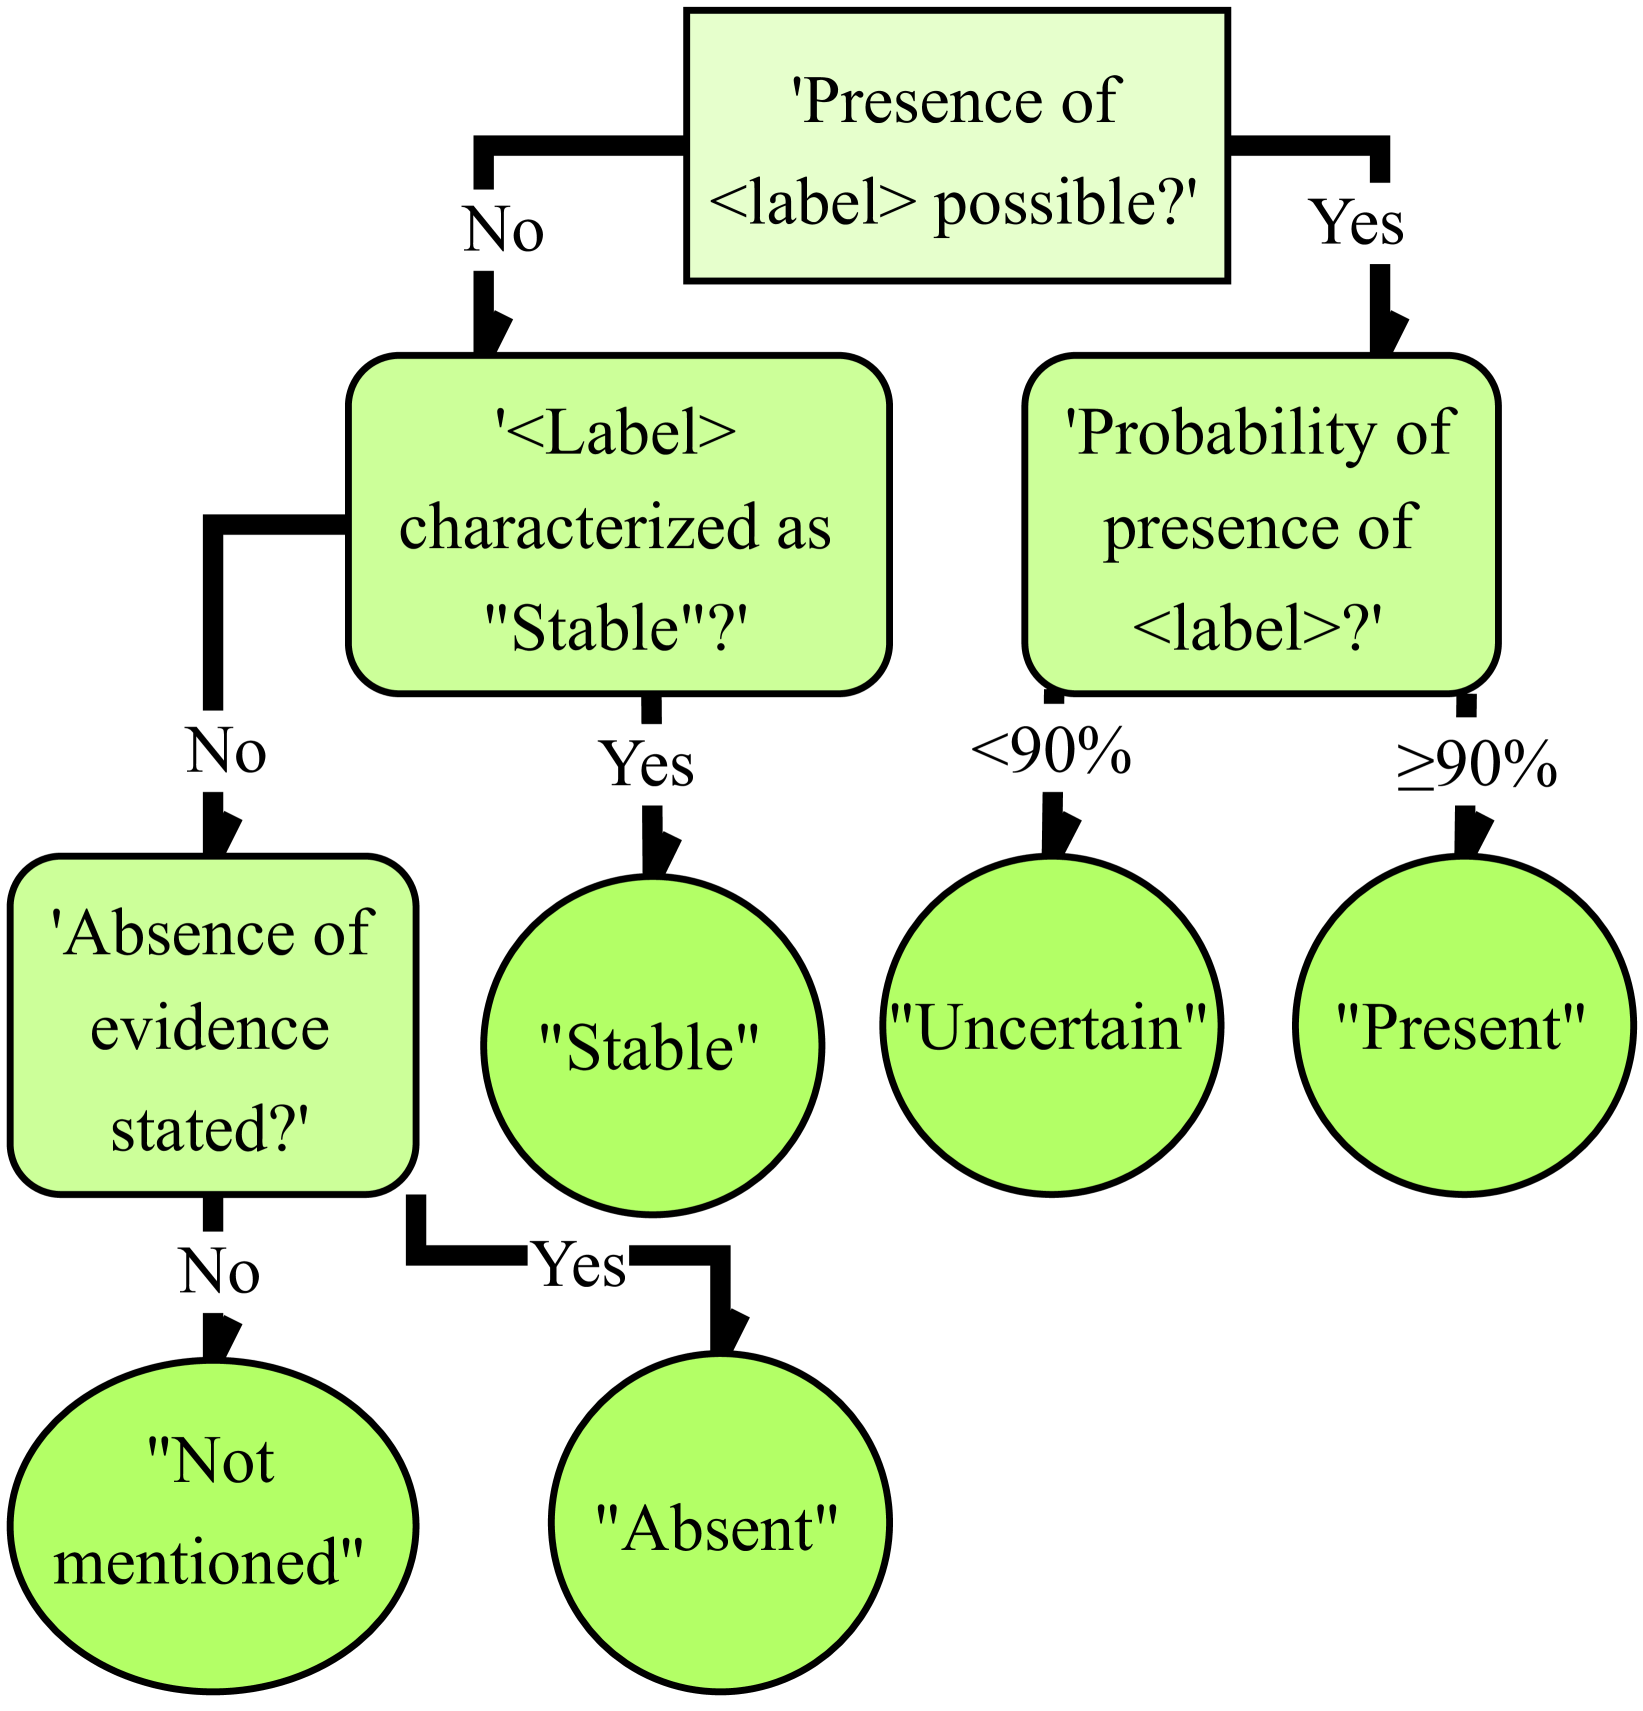 'Presence of
<label> possible?'
No
Yes
'<Label>
characterized as
"Stable"?'
'Probability of
presence of
<label>?'
No
Yes
<90%
≥90%
'Absence of
evidence
stated?'
"Stable"
"Uncertain"
"Present"
No
Yes
"Not
mentioned"
"Absent"